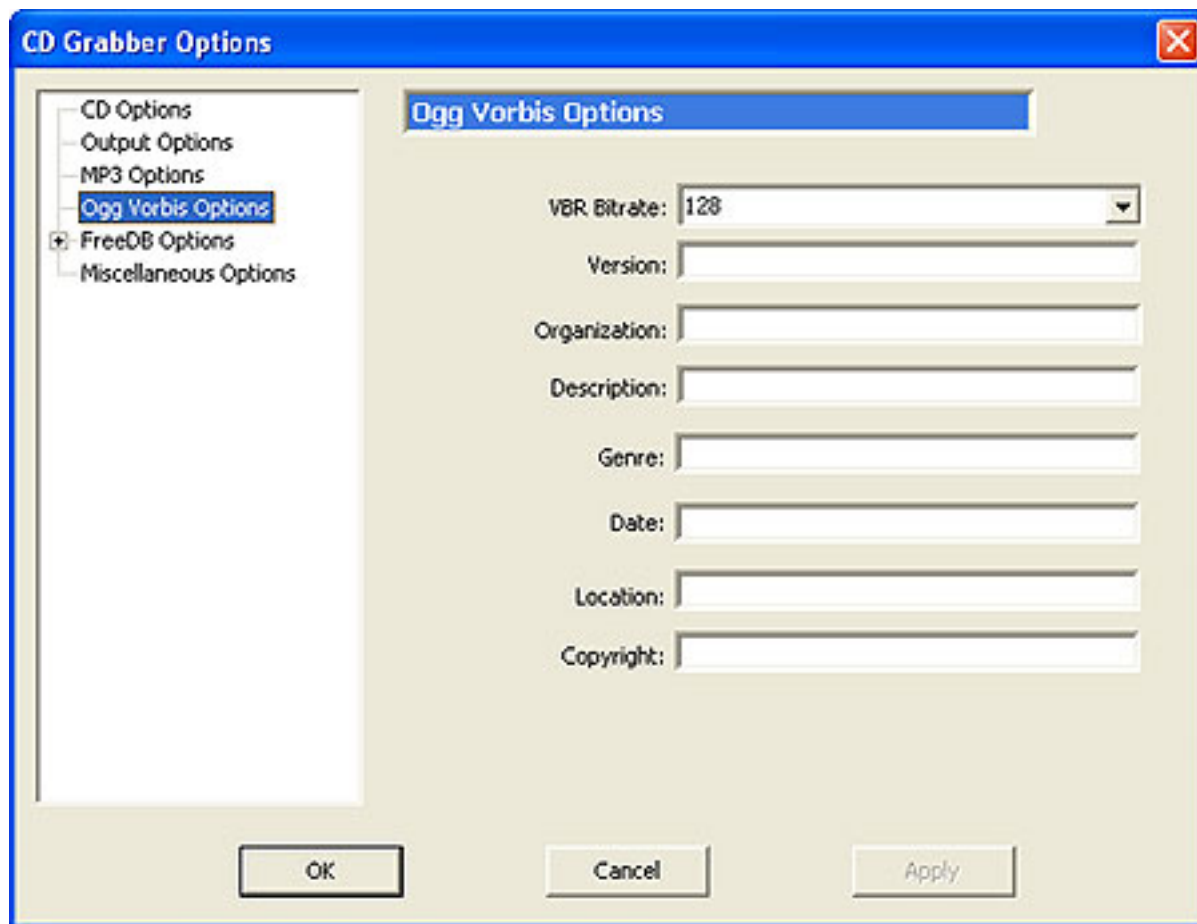 CD Grabber Options
CD Options
Output Options
MP3 Options
Ogg Vorbis Options
FreeDB Options
Miscellaneous Options
Ogg Vorbis Options
VBR Bitrate: 128
Version:
Organization:
Description:
Genre:
Date:
Location:
Copyright:
OK Cancel Apply